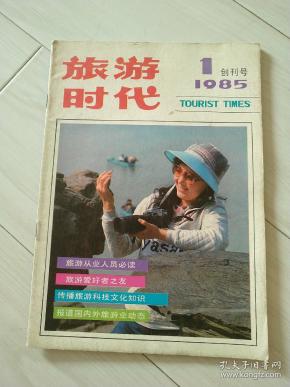 旅游
时代
1 创刊号
1985
TOURIST TIMES
旅游从业人员必读
旅游爱好者之友
传播旅游科技文化知识
报道国内外旅游业动态
孔夫子旧书网